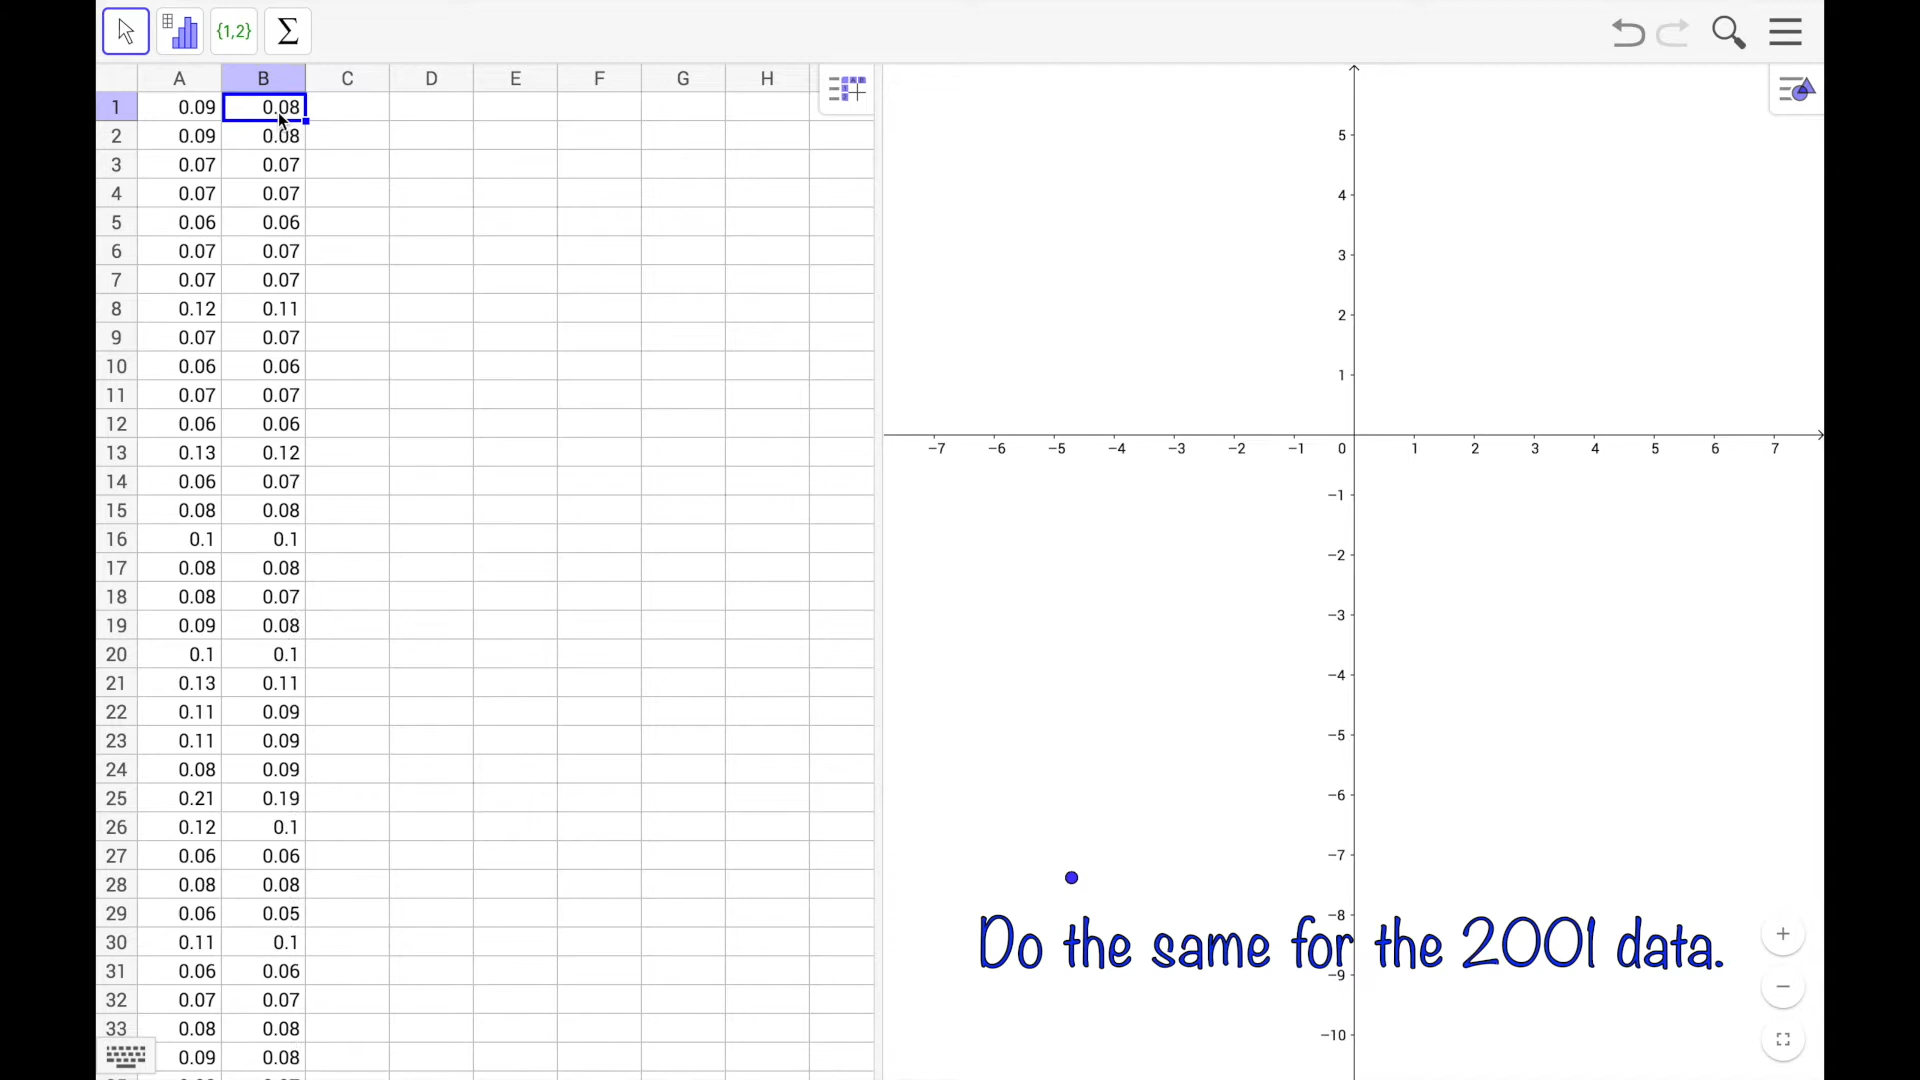 {1,2} Σ
A B C D E F G H
1 0.09 0.08
2 0.09 0.08
3 0.07 0.07
4 0.07 0.07
5 0.06 0.06
6 0.07 0.07
7 0.07 0.07
8 0.12 0.11
9 0.07 0.07
10 0.06 0.06
11 0.07 0.07
12 0.06 0.06
13 0.13 0.12
14 0.06 0.07
15 0.08 0.08
16 0.1 0.1
17 0.08 0.08
18 0.08 0.07
19 0.09 0.08
20 0.1 0.1
21 0.13 0.11
22 0.11 0.09
23 0.11 0.09
24 0.08 0.09
25 0.21 0.19
26 0.12 0.1
27 0.06 0.06
28 0.08 0.08
29 0.06 0.05
30 0.11 0.1
31 0.06 0.06
32 0.07 0.07
33 0.08 0.08
0.09 0.08
5
4
3
2
1
−7 −6 −5 −4 −3 −2 −1 0 1 2 3 4 5 6 7
−1
−2
−3
−4
−5
−6
−7
−8
Do the same for the 2001 data.
−9
−10